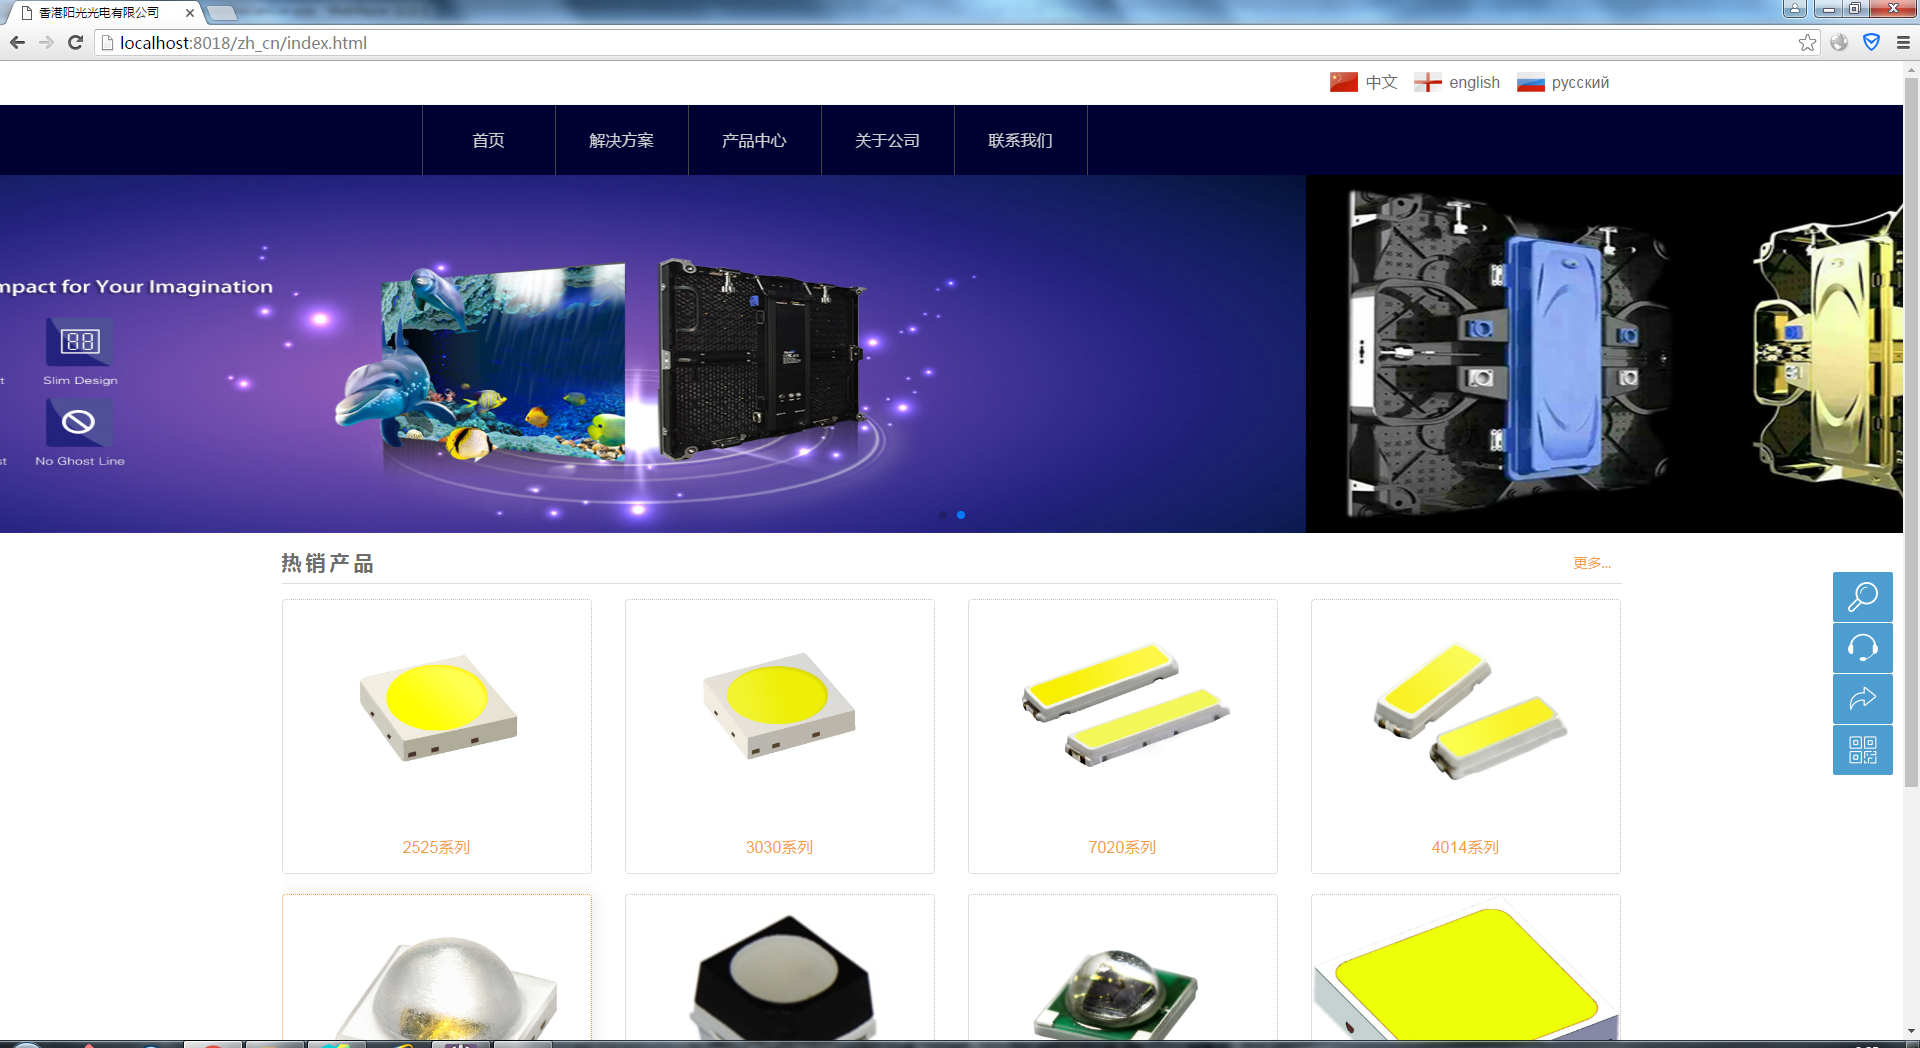 香港阳光光电有限公司
localhost:8018/zh_cn/index.html
中文 english русский
首页 解决方案 产品中心 关于公司 联系我们
mpact for Your Imagination
Slim Design
No Ghost Line
热销产品 更多...
2525系列 3030系列 7020系列 4014系列